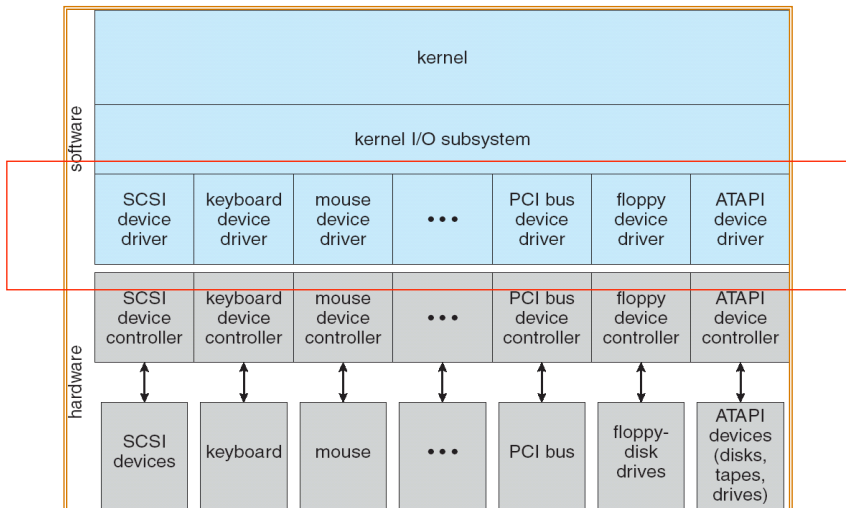 kernel
kernel I/O subsystem
software
SCSI
device
driver
keyboard
device
driver
mouse
device
driver
•••
PCI bus
device
driver
floppy
device
driver
ATAPI
device
driver
SCSI
device
controller
keyboard
device
controller
mouse
device
controller
•••
PCI bus
device
controller
floppy
device
controller
ATAPI
device
controller
hardware
SCSI
devices
keyboard
mouse
•••
PCI bus
floppy-
disk
drives
ATAPI
devices
(disks,
tapes,
drives)